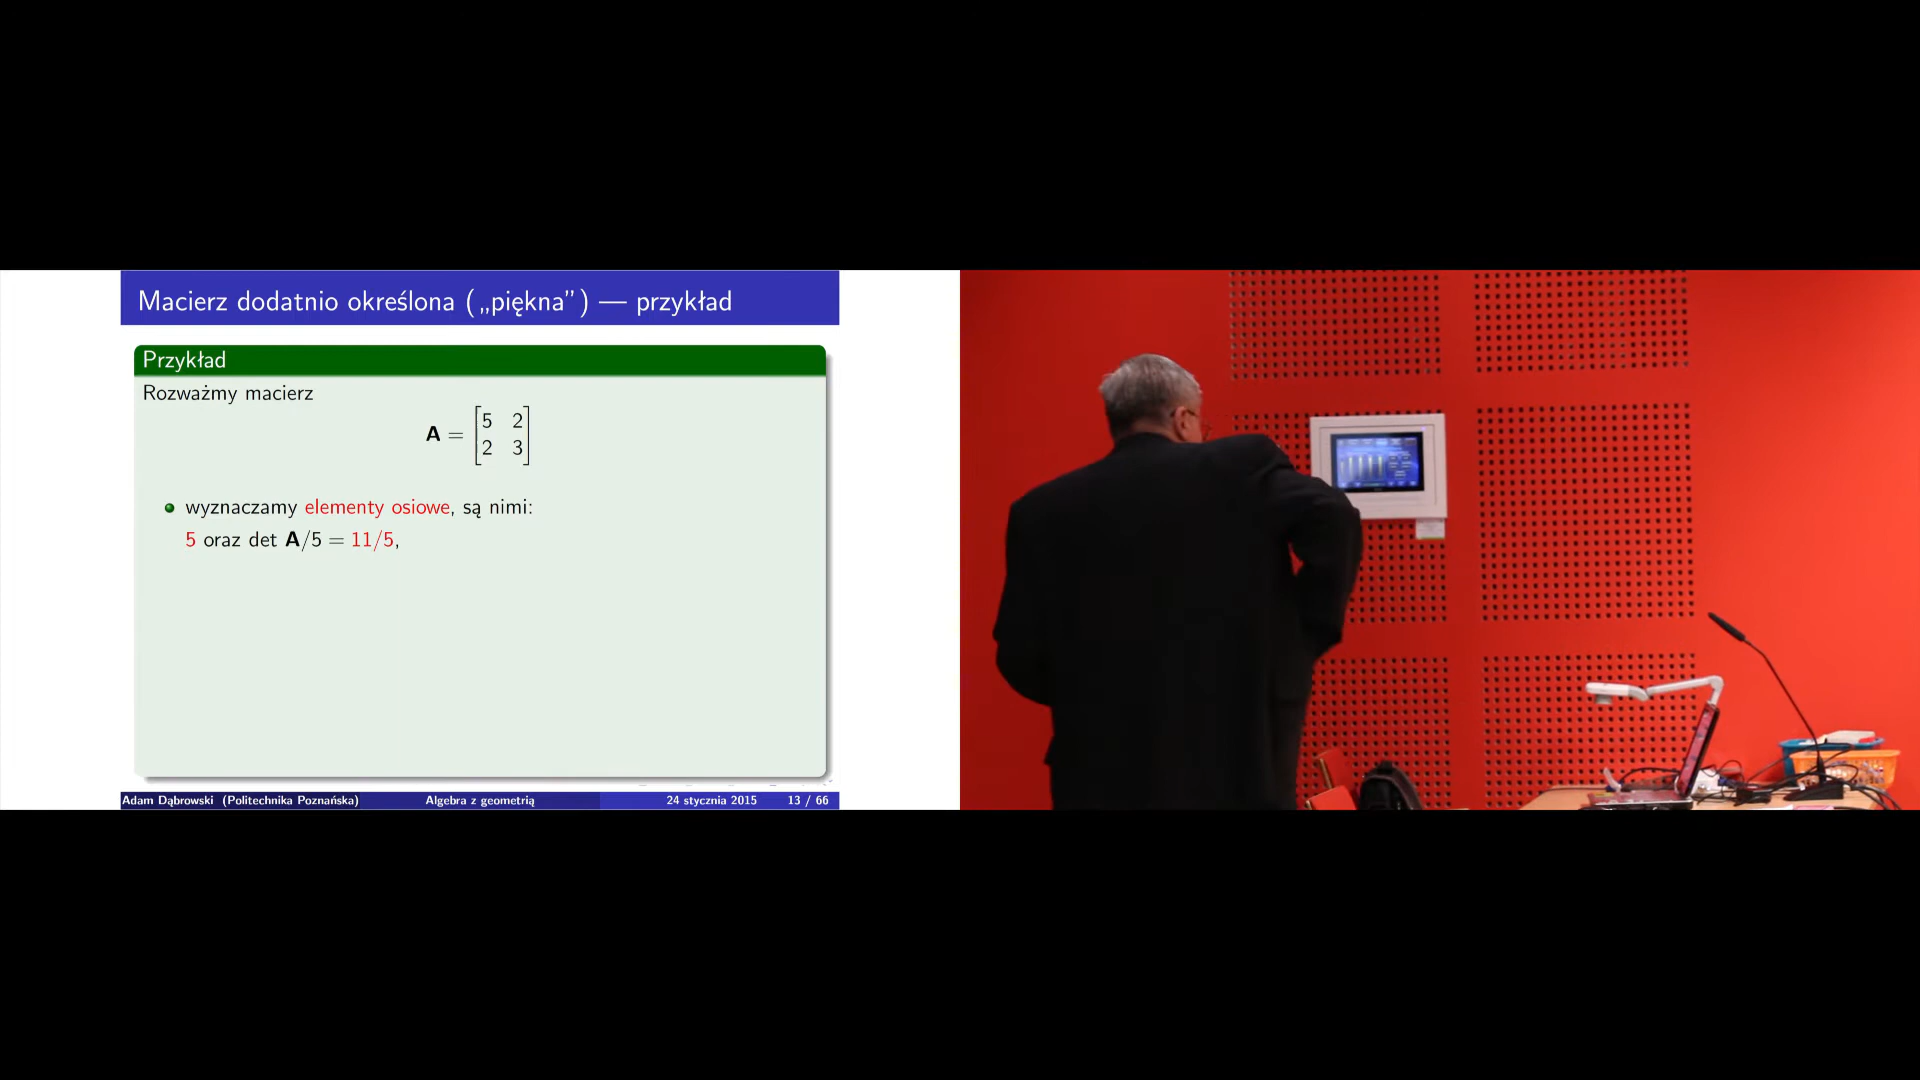 Macierz dodatnio określona („piękna”) — przykład
Przykład
Rozważmy macierz
A = [5 2
2 3]
wyznaczamy elementy osiowe, są nimi:
5 oraz det A/5 = 11/5,
Adam Dąbrowski (Politechnika Poznańska) Algebra z geometrią 24 stycznia 2015 13 / 66